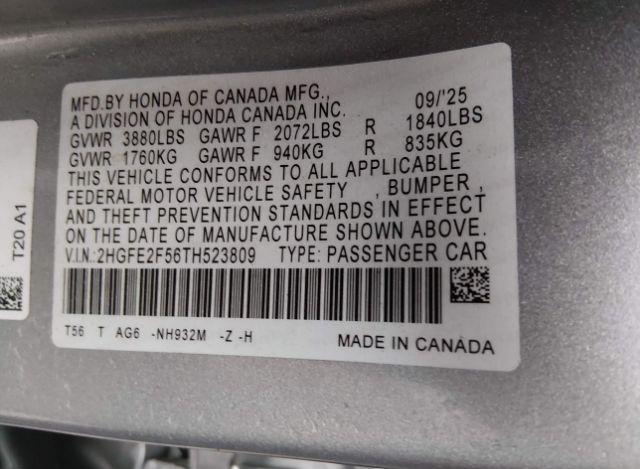 MFD.BY HONDA OF CANADA MFG., 09/'25
A DIVISION OF HONDA CANADA INC.
GVWR 3880LBS GAWR F 2072LBS R 1840LBS
GVWR 1760KG GAWR F 940KG R 835KG
THIS VEHICLE CONFORMS TO ALL APPLICABLE
FEDERAL MOTOR VEHICLE SAFETY , BUMPER ,
AND THEFT PREVENTION STANDARDS IN EFFECT
ON THE DATE OF MANUFACTURE SHOWN ABOVE.
V.I.N:2HGFE2F56TH523809 TYPE: PASSENGER CAR
T56 T AG6 -NH932M -Z -H
MADE IN CANADA
T20 A1